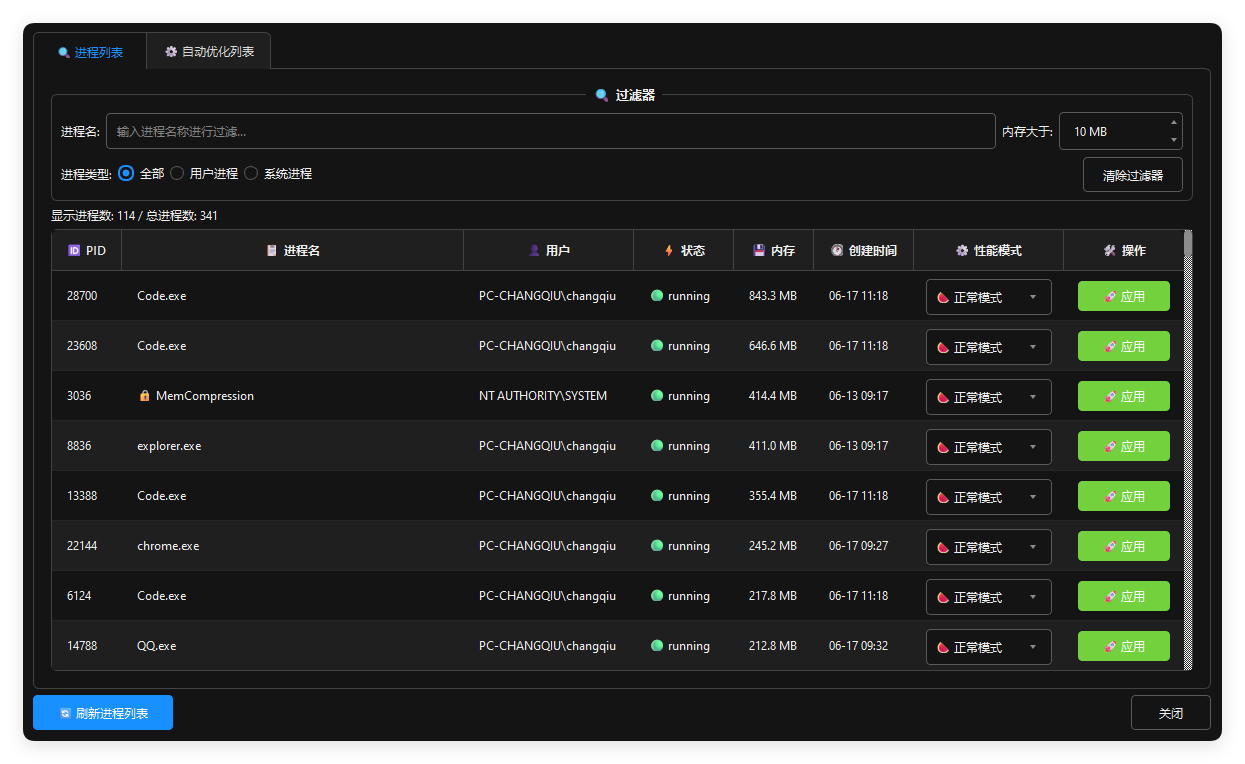 进程列表 自动优化列表
过滤器
进程名: 输入进程名称进行过滤... 内存大于: 10 MB
进程类型: 全部 用户进程 系统进程 清除过滤器
显示进程数: 114 / 总进程数: 341
ID PID 进程名 用户 状态 内存 创建时间 性能模式 操作
28700 Code.exe PC-CHANGQIU\changqiu running 843.3 MB 06-17 11:18 正常模式 应用
23608 Code.exe PC-CHANGQIU\changqiu running 646.6 MB 06-17 11:18 正常模式 应用
3036 MemCompression NT AUTHORITY\SYSTEM running 414.4 MB 06-13 09:17 正常模式 应用
8836 explorer.exe PC-CHANGQIU\changqiu running 411.0 MB 06-13 09:17 正常模式 应用
13388 Code.exe PC-CHANGQIU\changqiu running 355.4 MB 06-17 11:18 正常模式 应用
22144 chrome.exe PC-CHANGQIU\changqiu running 245.2 MB 06-17 09:27 正常模式 应用
6124 Code.exe PC-CHANGQIU\changqiu running 217.8 MB 06-17 11:18 正常模式 应用
14788 QQ.exe PC-CHANGQIU\changqiu running 212.8 MB 06-17 09:32 正常模式 应用
刷新进程列表 关闭